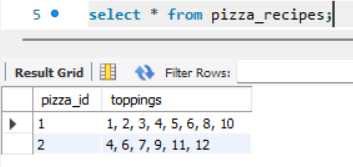 5 select * from pizza_recipes;
Result Grid Filter Rows:
pizza_id toppings
1 1, 2, 3, 4, 5, 6, 8, 10
2 4, 6, 7, 9, 11, 12